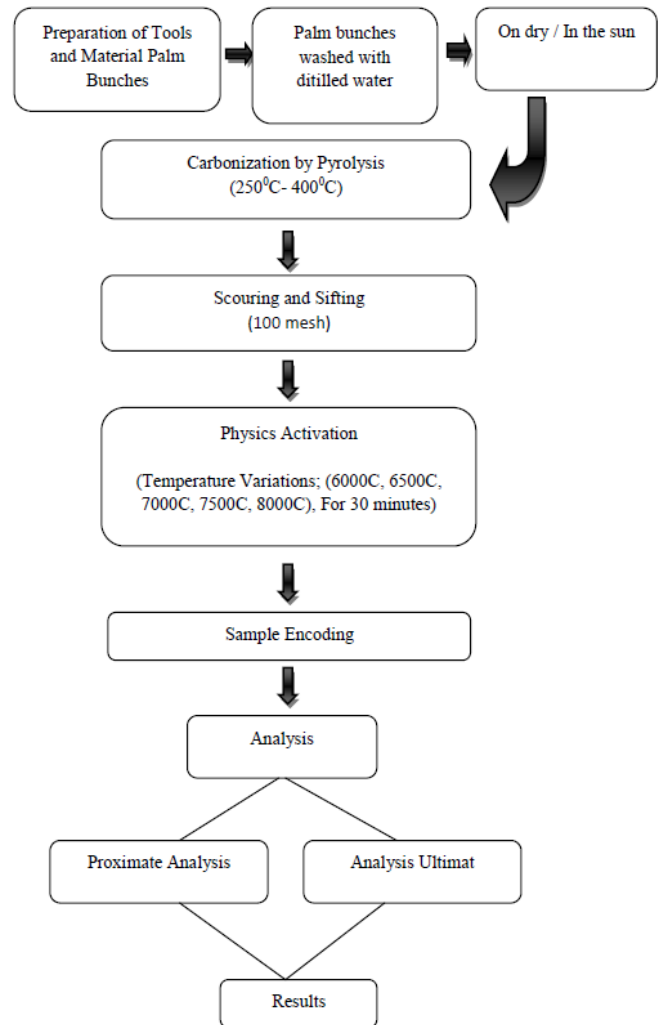 Preparation of Tools
and Material Palm
Bunches
Palm bunches
washed with
ditilled water
On dry / In the sun
Carbonization by Pyrolysis
(250⁰C- 400⁰C)
Scouring and Sifting
(100 mesh)
Physics Activation
(Temperature Variations; (6000C, 6500C,
7000C, 7500C, 8000C), For 30 minutes)
Sample Encoding
Analysis
Proximate Analysis
Analysis Ultimat
Results